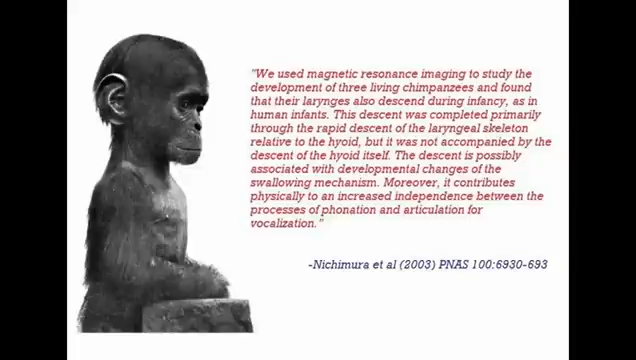 "We used magnetic resonance imaging to study the
development of three living chimpanzees and found
that their larynges also descend during infancy, as in
human infants. This descent was completed primarily
through the rapid descent of the laryngeal skeleton
relative to the hyoid, but it was not accompanied by the
descent of the hyoid itself. The descent is possibly
associated with developmental changes of the
swallowing mechanism. Moreover, it contributes
physically to an increased independence between the
processes of phonation and articulation for
vocalization."
-Nichimura et al (2003) PNAS 100:6930-693